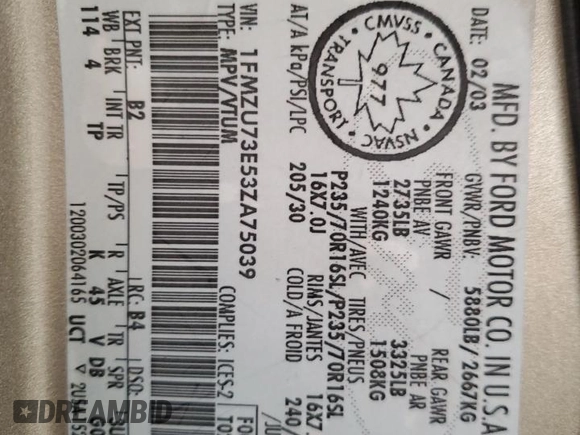 MFD. BY FORD MOTOR CO. IN U.S.A
DATE: 02/03
GVWR/PNBV: 5880LB/2667KG
FRONT GAWR / REAR GAWR
PNBE AV PNBE AR
2735LB 3325LB
1240KG 1508KG
CMVSS · CANADA · NSVAC · TRANSPORT ·
977
WITH/AVEC TIRES/PNEUS
P235/70R16SL/P235/70R16SL
RIMS/JANTES
16X7.0J 16X7.
AT/A kPa/PSI/LPC COLD/A FROID
205/30 240/
VIN: 1FMZU73E53ZA75039
TYPE: MPV/VTUM COMPLIES: ICES-2
EXT PNT: B2 RC: B4 DSO:
WB BRK INT TR TP/PS R AXLE TR SPR
114 4 TP K 45 V DB
1200302064165 UCT
DREAMBID